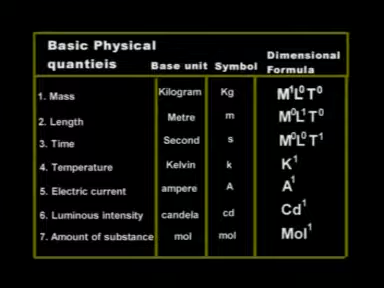 Basic Physical
quantieis Base unit Symbol Dimensional Formula
1. Mass Kilogram Kg M¹L⁰T⁰
2. Length Metre m M⁰L¹T⁰
3. Time Second s M⁰L⁰T¹
4. Temperature Kelvin k K¹
5. Electric current ampere A A¹
6. Luminous intensity candela cd Cd¹
7. Amount of substance mol mol Mol¹